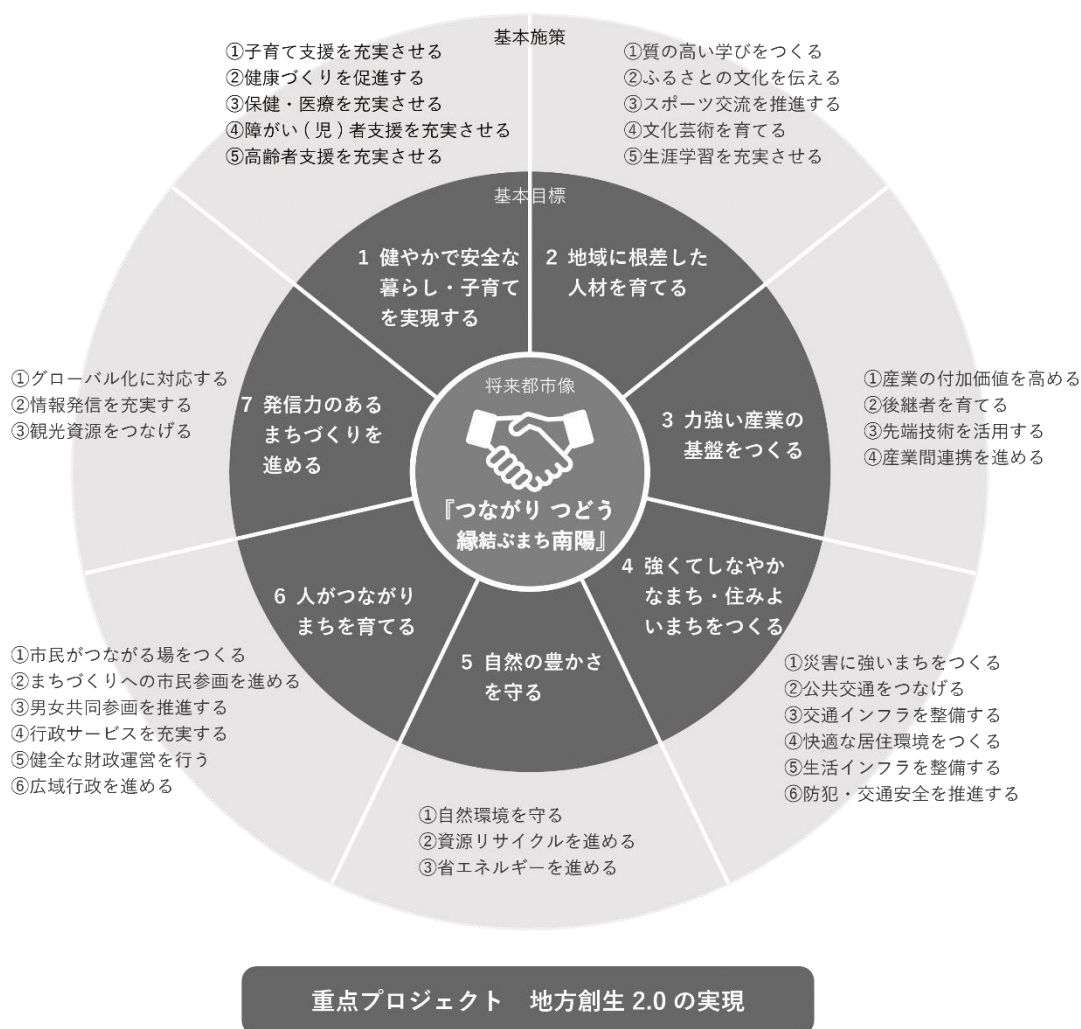 基本施策
①子育て支援を充実させる
②健康づくりを促進する
③保健・医療を充実させる
④障がい(児)者支援を充実させる
⑤高齢者支援を充実させる
①質の高い学びをつくる
②ふるさとの文化を伝える
③スポーツ交流を推進する
④文化芸術を育てる
⑤生涯学習を充実させる
基本目標
1 健やかで安全な
暮らし・子育て
を実現する
2 地域に根差した
人材を育てる
①グローバル化に対応する
②情報発信を充実する
③観光資源をつなげる
7 発信力のある
まちづくりを
進める
将来都市像
『つながり つどう
縁結ぶまち南陽』
3 力強い産業の
基盤をつくる
①産業の付加価値を高める
②後継者を育てる
③先端技術を活用する
④産業間連携を進める
6 人がつながり
まちを育てる
5 自然の豊かさ
を守る
4 強くてしなやか
なまち・住みよ
いまちをつくる
①市民がつながる場をつくる
②まちづくりへの市民参画を進める
③男女共同参画を推進する
④行政サービスを充実する
⑤健全な財政運営を行う
⑥広域行政を進める
①自然環境を守る
②資源リサイクルを進める
③省エネルギーを進める
①災害に強いまちをつくる
②公共交通をつなげる
③交通インフラを整備する
④快適な居住環境をつくる
⑤生活インフラを整備する
⑥防犯・交通安全を推進する
重点プロジェクト 地方創生 2.0 の実現